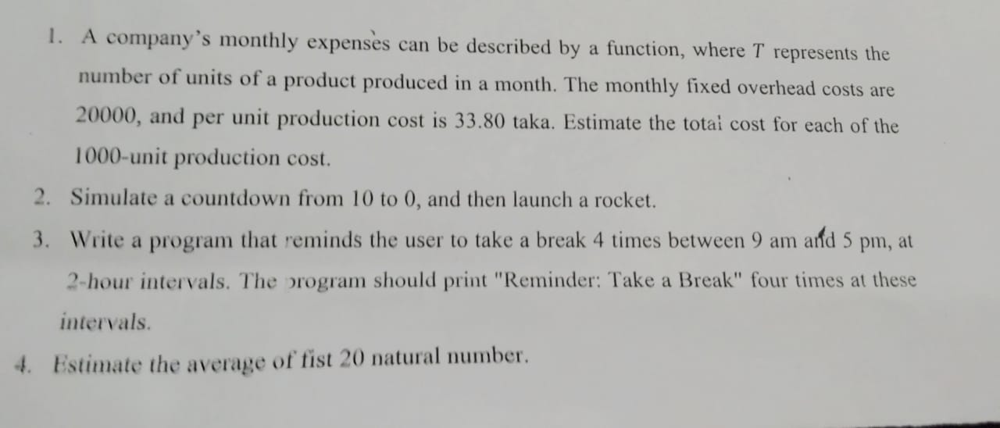 1. A company's monthly expenses can be described by a function, where T represents the
number of units of a product produced in a month. The monthly fixed overhead costs are
20000, and per unit production cost is 33.80 taka. Estimate the total cost for each of the
1000-unit production cost.
2. Simulate a countdown from 10 to 0, and then launch a rocket.
3. Write a program that reminds the user to take a break 4 times between 9 am and 5 pm, at
2-hour intervals. The program should print "Reminder: Take a Break" four times at these
intervals.
4. Estimate the average of fist 20 natural number.